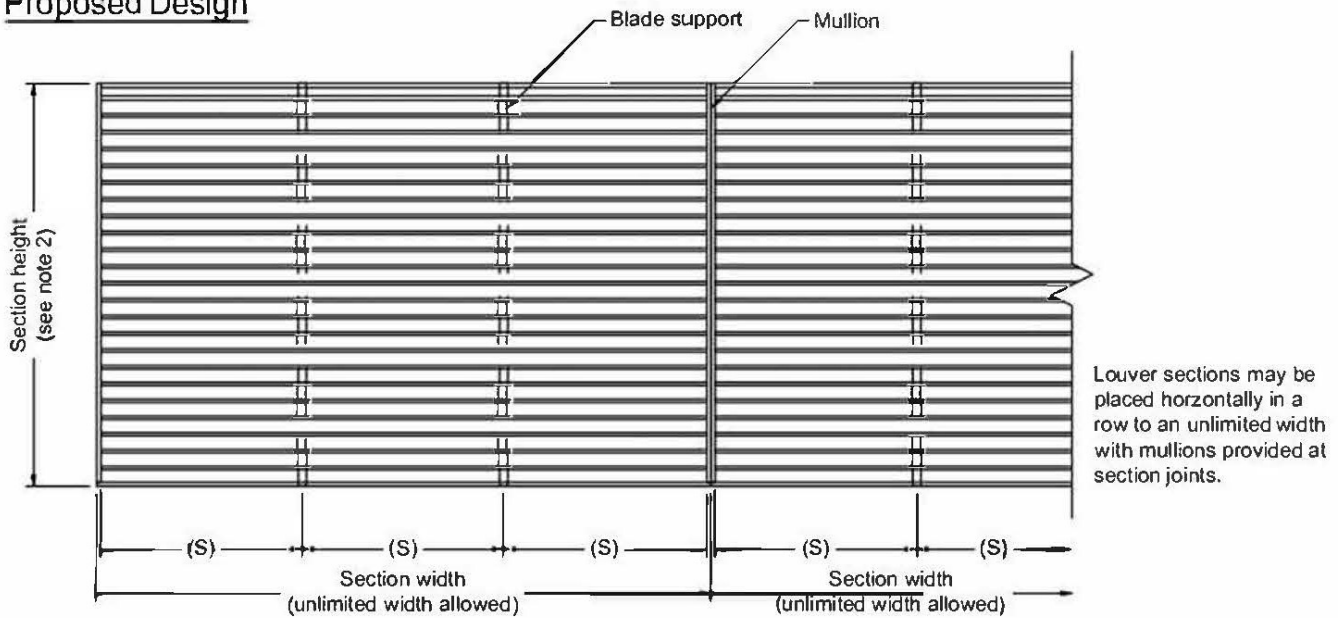 Proposed Design
Blade support
Mullion
Section height
(see note 2)
Louver sections may be
placed horzontally in a
row to an unlimited width
with mullions provided at
section joints.
(S)
(S)
(S)
(S)
(S)
Section width
(unlimited width allowed)
Section width
(unlimited width allowed)